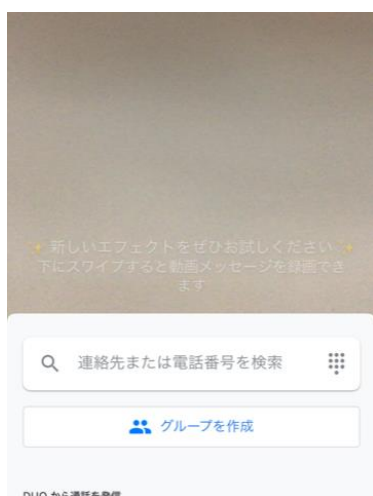 ✨ 新しいエフェクトをぜひお試しください ✨
下にスワイプすると動画メッセージを録画でき
ます
連絡先または電話番号を検索
グループを作成
DUO から通話を発信